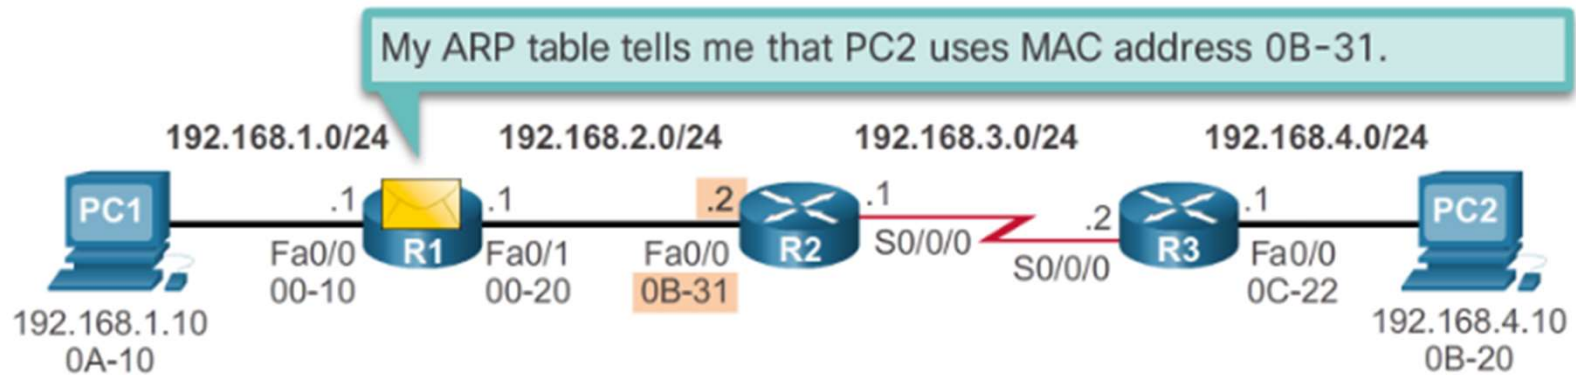 My ARP table tells me that PC2 uses MAC address 0B-31.
192.168.1.0/24 192.168.2.0/24 192.168.3.0/24 192.168.4.0/24
PC1 .1 R1 .1 .2 R2 .1 .2 R3 .1 PC2
Fa0/0 Fa0/1 Fa0/0 S0/0/0 S0/0/0 Fa0/0
00-10 00-20 0B-31 0C-22
192.168.1.10 192.168.4.10
0A-10 0B-20